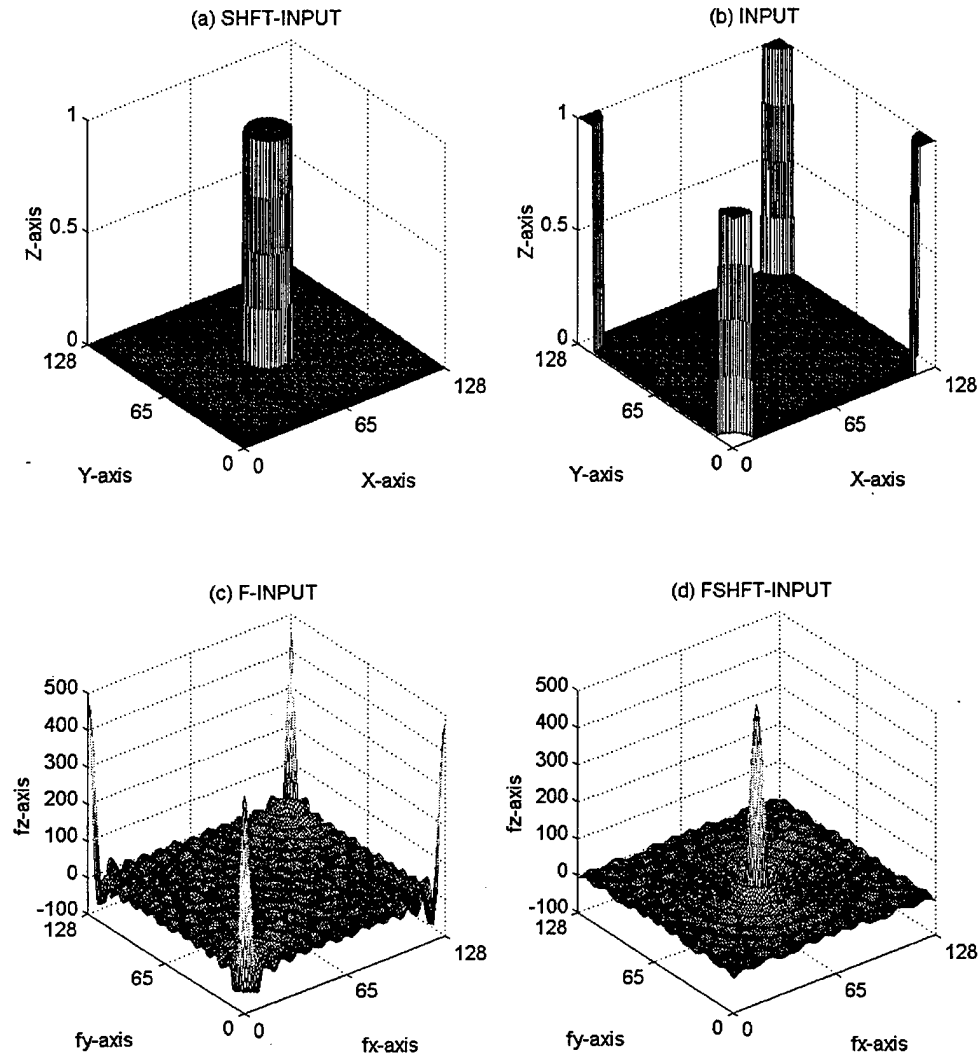 (a) SHFT-INPUT
(b) INPUT
1
0.5
0
Z-axis
128
65
0
Y-axis
0
65
128
X-axis
1
0.5
0
Z-axis
128
65
0
Y-axis
0
65
128
X-axis
(c) F-INPUT
(d) FSHFT-INPUT
500
400
300
200
100
0
-100
fz-axis
128
65
0
fy-axis
0
65
128
fx-axis
500
400
300
200
100
0
-100
fz-axis
128
65
0
fy-axis
0
65
128
fx-axis